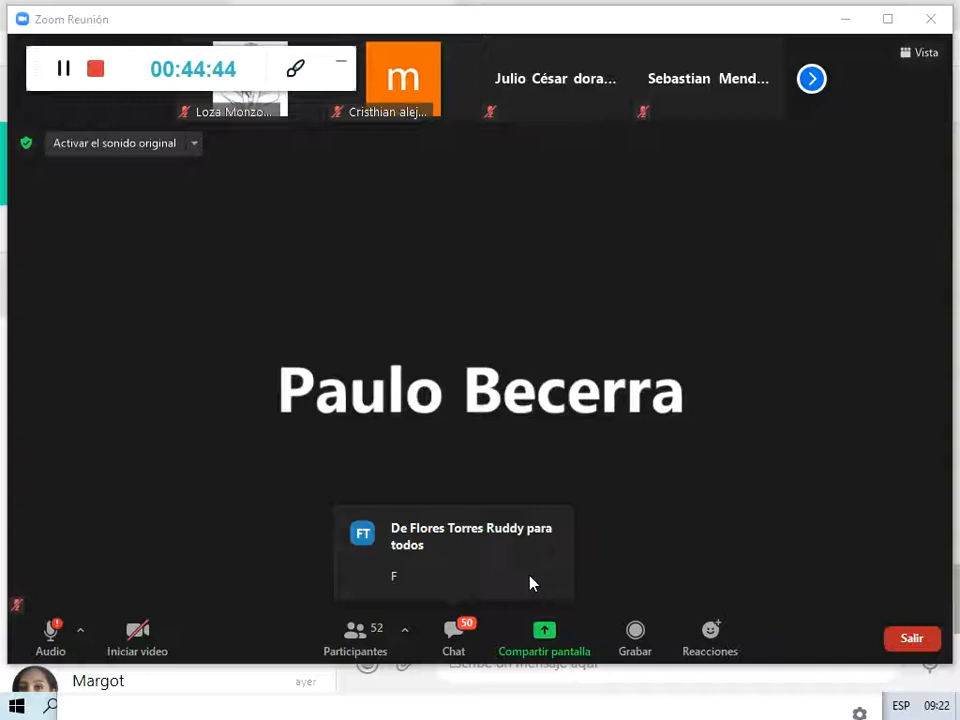 Zoom Reunión
00:44:44
m
Julio César dora...
Sebastian Mend...
Vista
Loza Monzo...
Cristhian alej...
Activar el sonido original
Paulo Becerra
FT
De Flores Torres Ruddy para
todos
F
52
50
Audio
Iniciar video
Participantes
Chat
Compartir pantalla
Grabar
Reacciones
Salir
Escribe un mensaje aquí
Margot
ayer
ESP
09:22